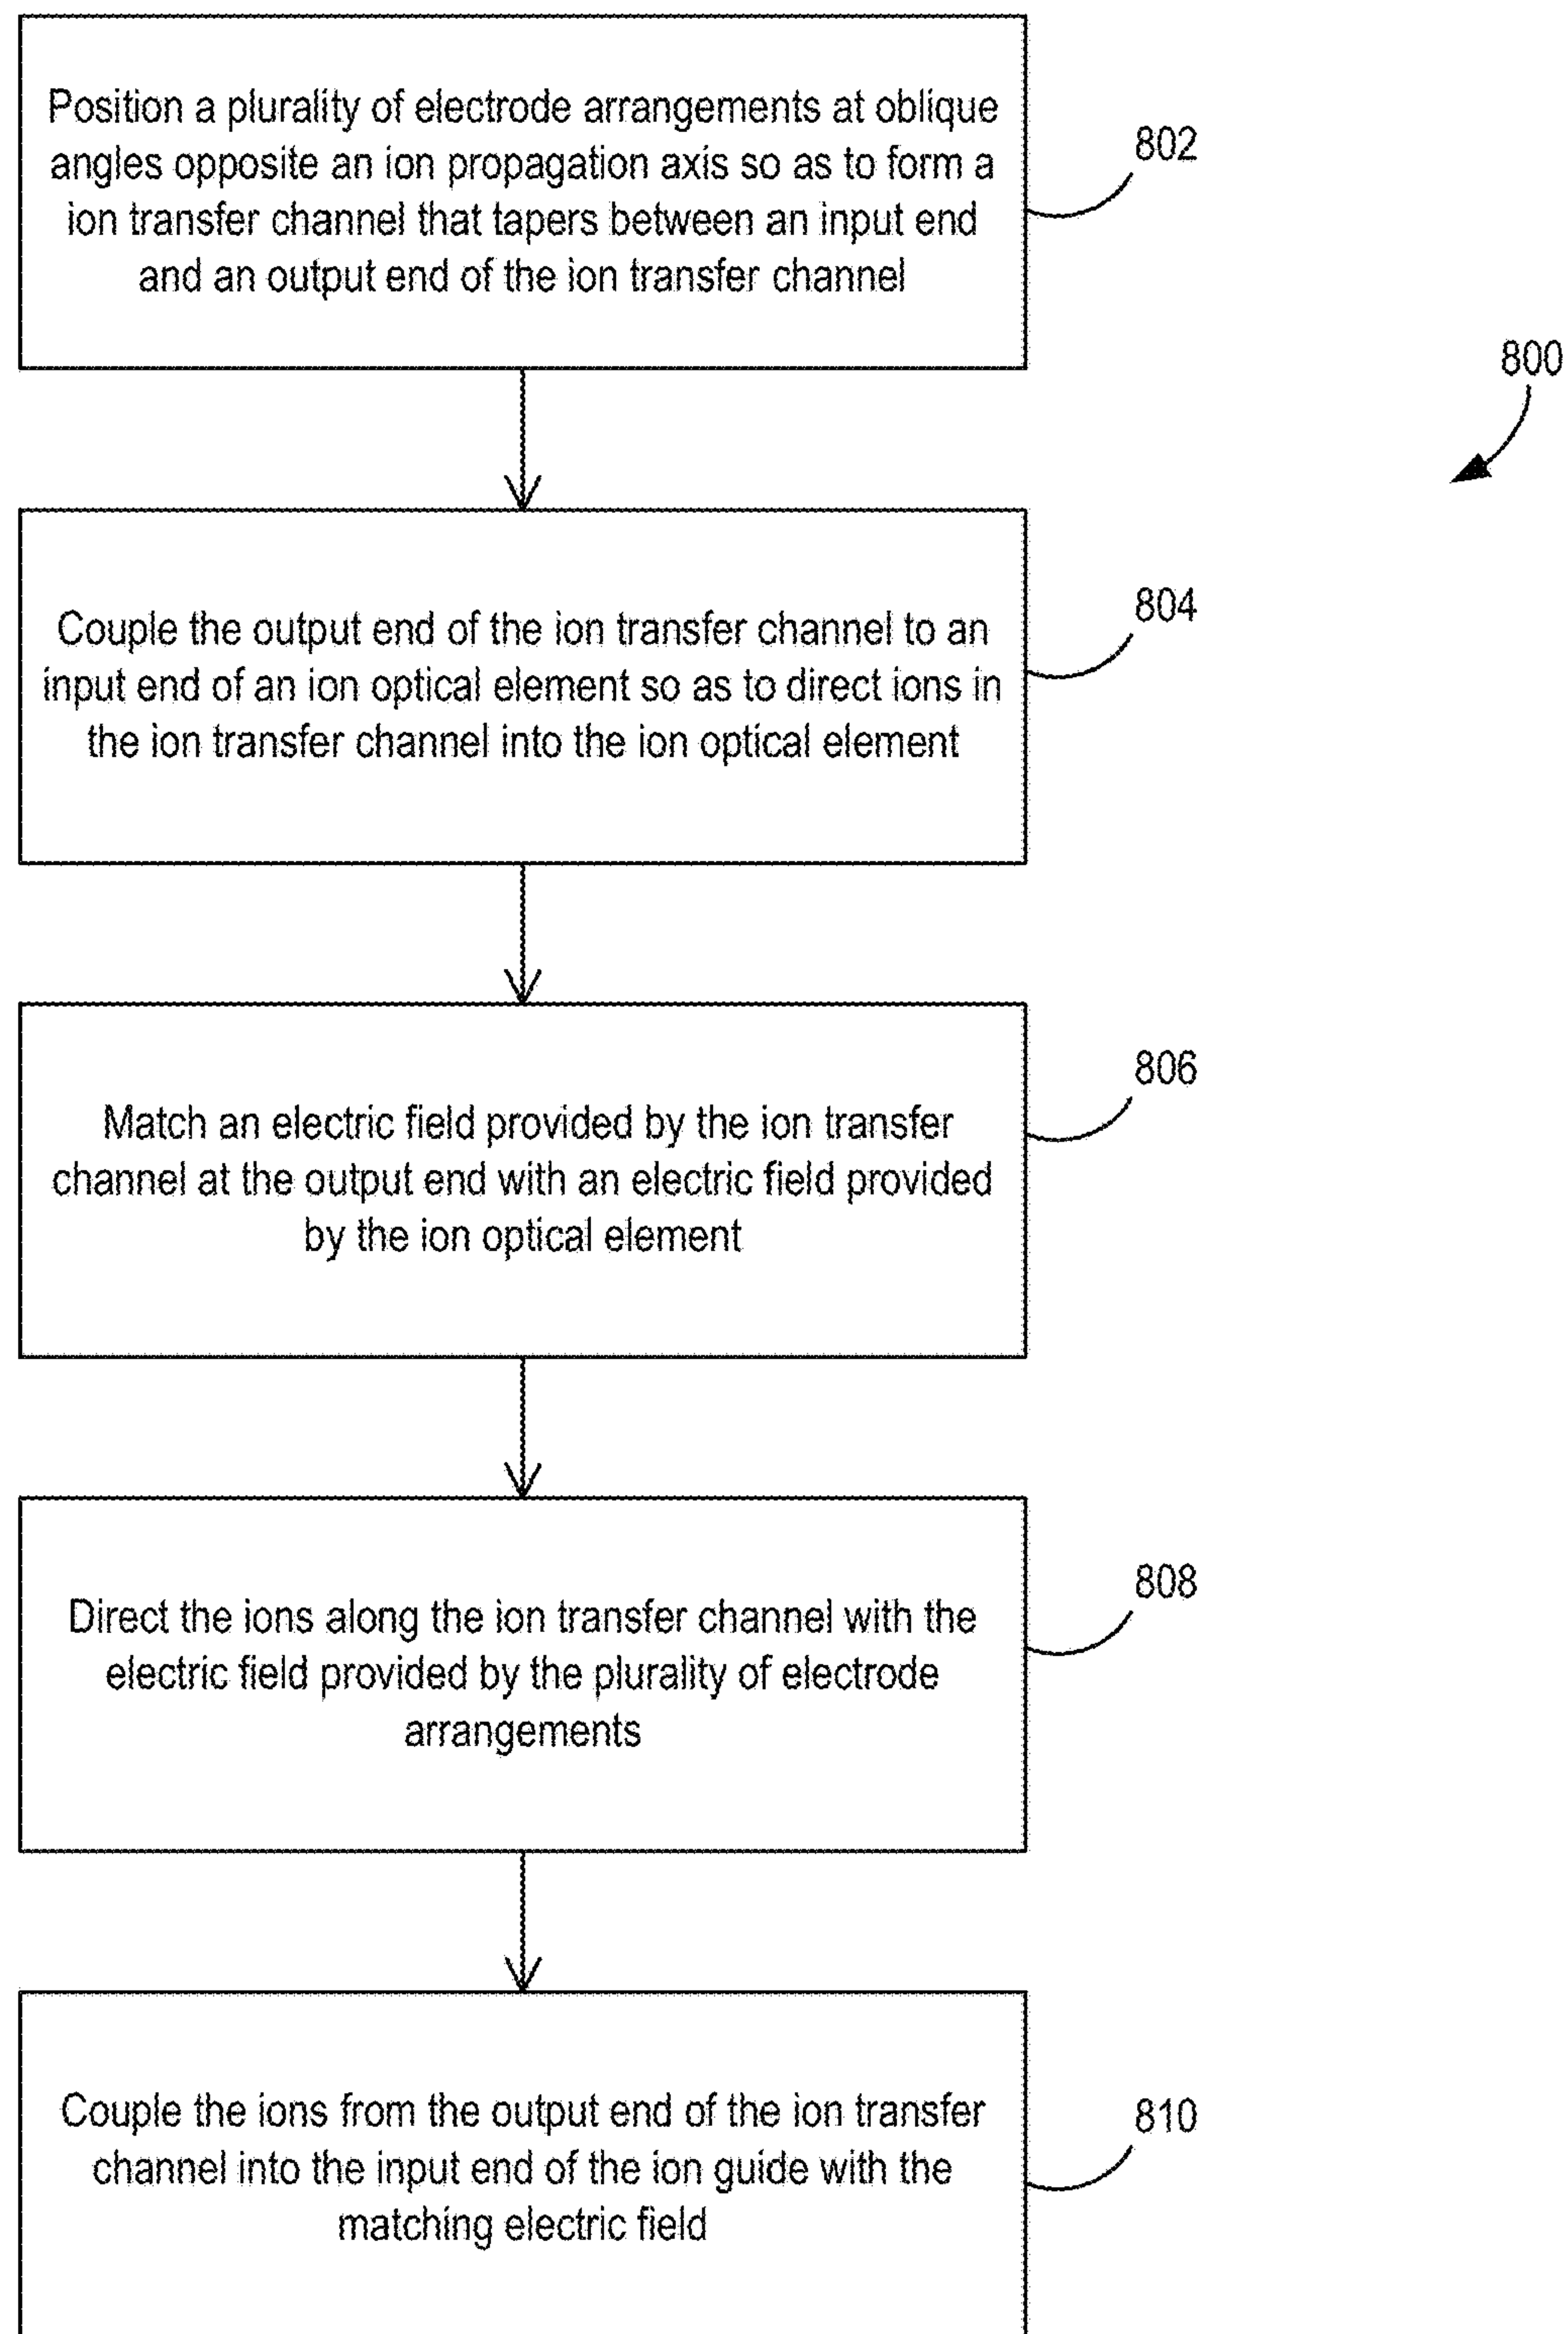 Position a plurality of electrode arrangements at oblique
angles opposite an ion propagation axis so as to form a
ion transfer channel that tapers between an input end
and an output end of the ion transfer channel
802
800
Couple the output end of the ion transfer channel to an
input end of an ion optical element so as to direct ions in
the ion transfer channel into the ion optical element
804
Match an electric field provided by the ion transfer
channel at the output end with an electric field provided
by the ion optical element
806
Direct the ions along the ion transfer channel with the
electric field provided by the plurality of electrode
arrangements
808
Couple the ions from the output end of the ion transfer
channel into the input end of the ion guide with the
matching electric field
810